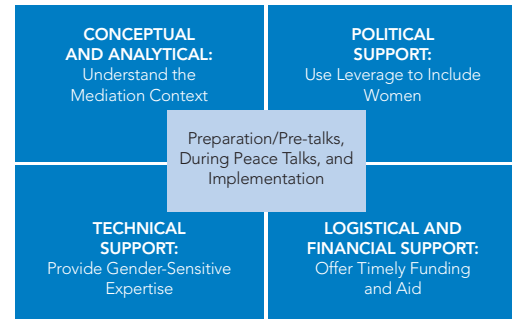 CONCEPTUAL
AND ANALYTICAL:
Understand the
Mediation Context
POLITICAL
SUPPORT:
Use Leverage to Include
Women
Preparation/Pre-talks,
During Peace Talks, and
Implementation
TECHNICAL
SUPPORT:
Provide Gender-Sensitive
Expertise
LOGISTICAL AND
FINANCIAL SUPPORT:
Offer Timely Funding
and Aid